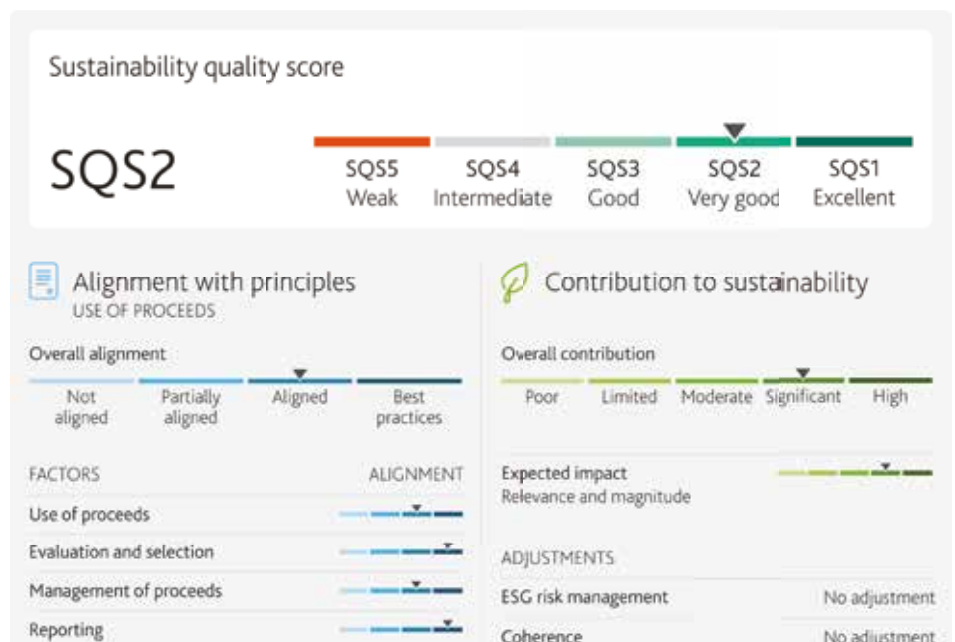 Sustainability quality score
SQS2
SQS5 SQS4 SQS3 SQS2 SQS1
Weak Intermediate Good Very good Excellent
Alignment with principles
USE OF PROCEEDS
Overall alignment
Not aligned
Partially aligned
Aligned
Best practices
FACTORS ALIGNMENT
Use of proceeds
Evaluation and selection
Management of proceeds
Reporting
Contribution to sustainability
Overall contribution
Poor Limited Moderate Significant High
Expected impact
Relevance and magnitude
ADJUSTMENTS
ESG risk management No adjustment
Coherence No adjustment